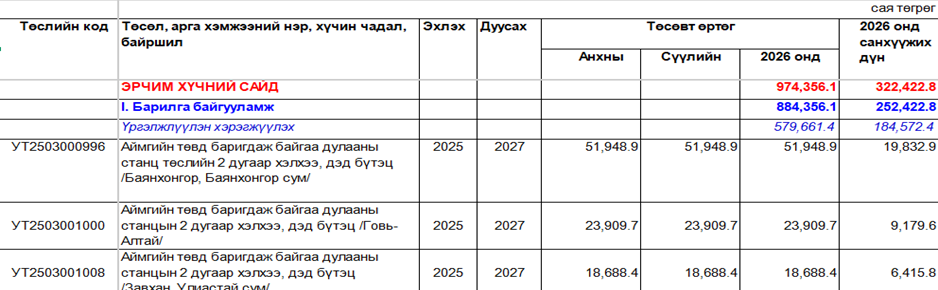 сая төгрөг
Төслийн код Төсөл, арга хэмжээний нэр, хүчин чадал, байршил Эхлэх Дуусах Төсөвт өртөг 2026 онд санхүүжих дүн
Анхны Сүүлийн 2026 онд
ЭРЧИМ ХҮЧНИЙ САЙД 974,356.1 322,422.8
I. Барилга байгууламж 884,356.1 252,422.8
Үргэлжлүүлэн хэрэгжүүлэх 579,661.4 184,572.4
УТ2503000996 Аймгийн төвд баригдаж байгаа дулааны 2025 2027 51,948.9 51,948.9 51,948.9 19,832.9
станц төслийн 2 дугаар хэлхээ, дэд бүтэц
/Баянхонгор, Баянхонгор сум/
УТ2503001000 Аймгийн төвд баригдаж байгаа дулааны 2025 2027 23,909.7 23,909.7 23,909.7 9,179.6
станцын 2 дугаар хэлхээ, дэд бүтэц /Говь-
Алтай/
УТ2503001008 Аймгийн төвд баригдаж байгаа дулааны 2025 2027 18,688.4 18,688.4 18,688.4 6,415.8
станцын 2 дугаар хэлхээ, дэд бүтэц
/Завхан, Улиастай сум/